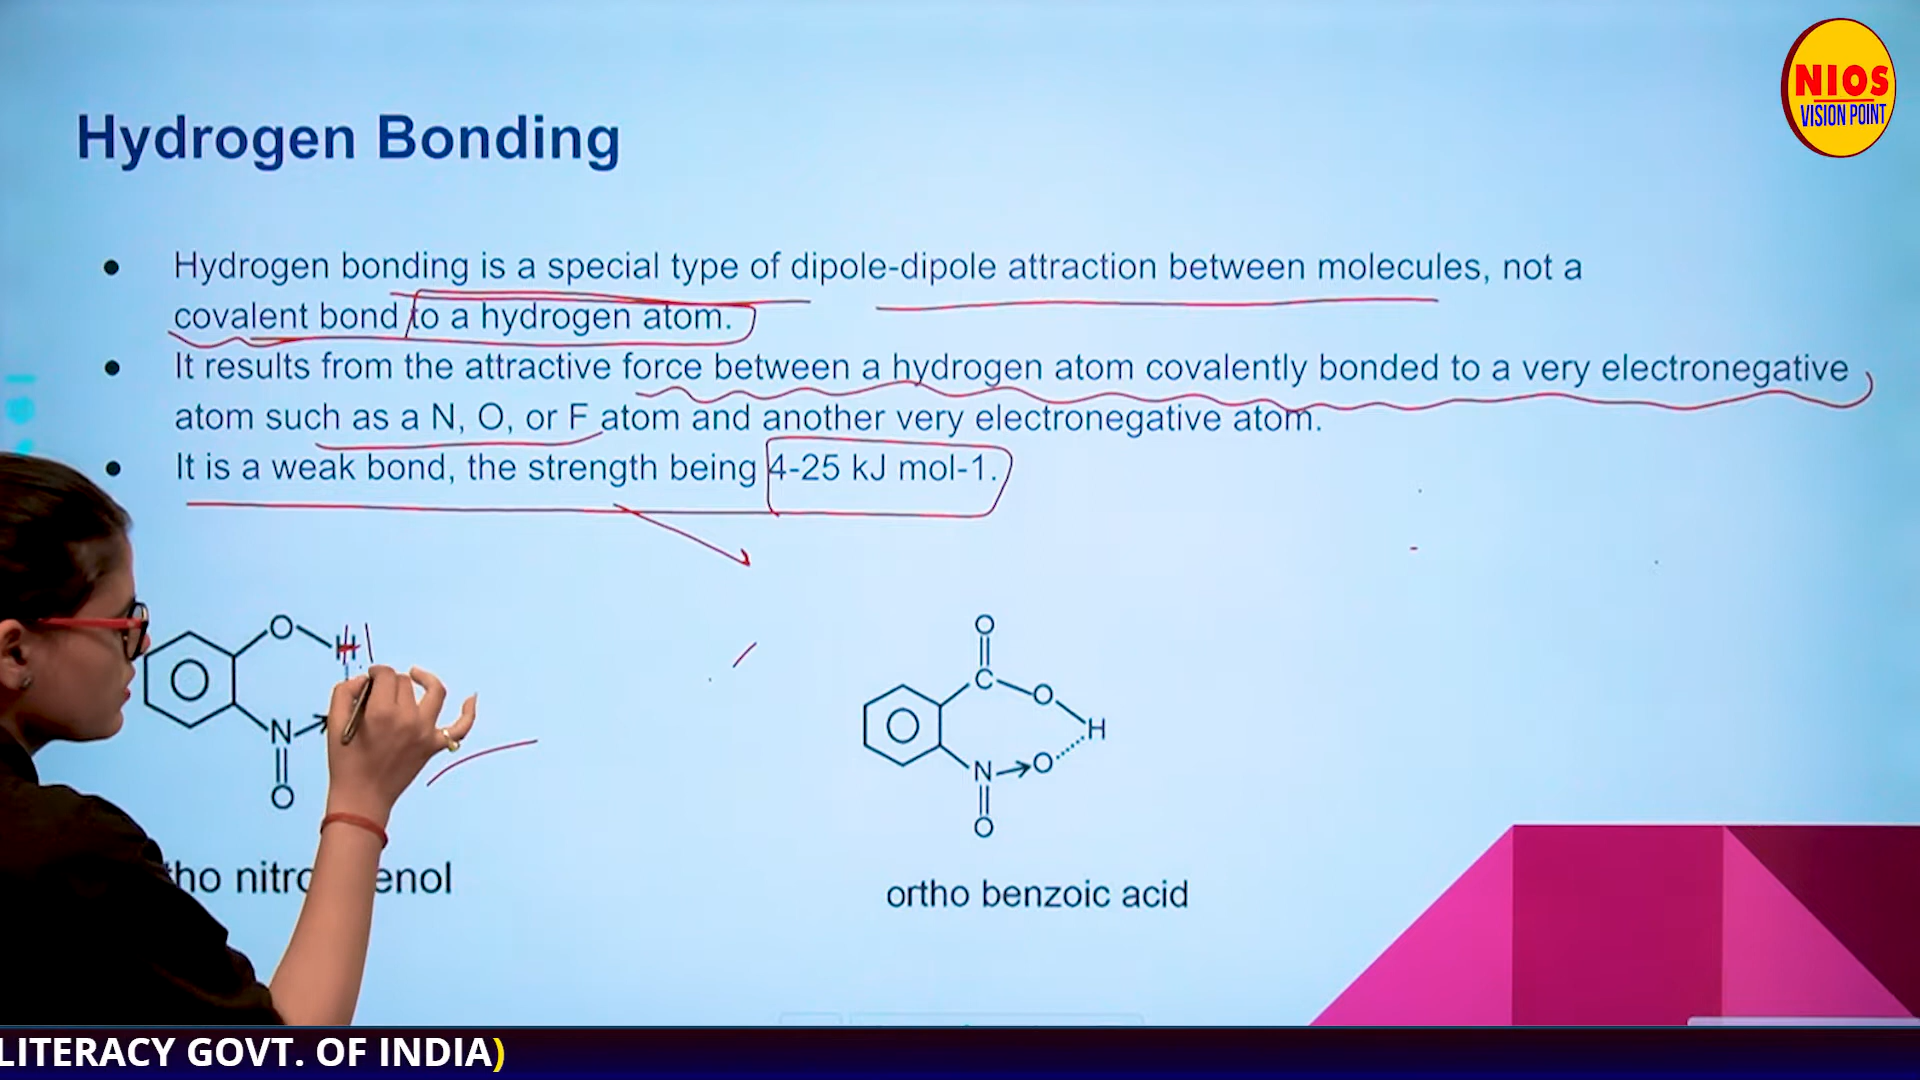 NIOS
VISION POINT
Hydrogen Bonding
● Hydrogen bonding is a special type of dipole-dipole attraction between molecules, not a
covalent bond to a hydrogen atom.
● It results from the attractive force between a hydrogen atom covalently bonded to a very electronegative
atom such as a N, O, or F atom and another very electronegative atom.
● It is a weak bond, the strength being 4-25 kJ mol-1.
O
H
N
O
O
C
O
H
N
O
O
ortho benzoic acid
LITERACY GOVT. OF INDIA)